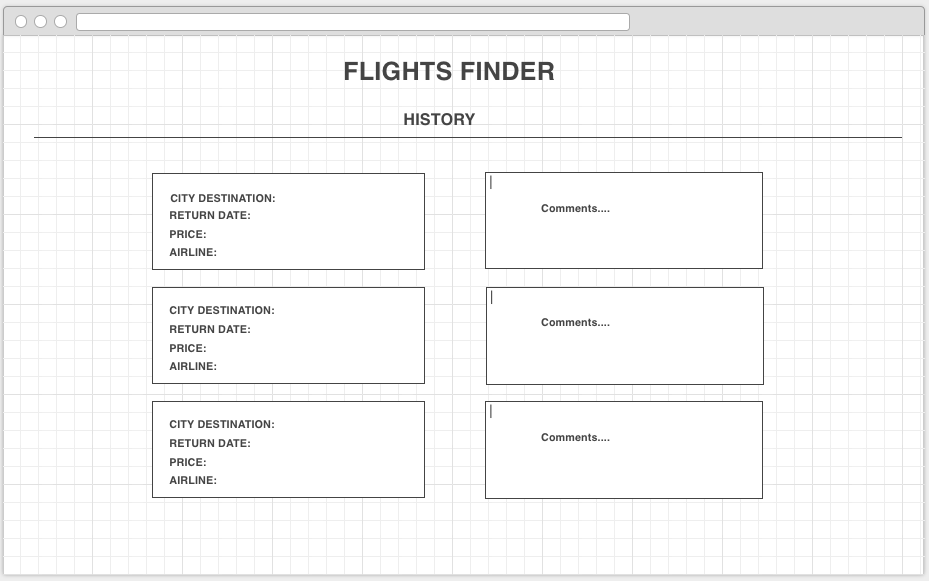 FLIGHTS FINDER
HISTORY
CITY DESTINATION:
RETURN DATE:
PRICE:
AIRLINE:
Comments....
CITY DESTINATION:
RETURN DATE:
PRICE:
AIRLINE:
Comments....
CITY DESTINATION:
RETURN DATE:
PRICE:
AIRLINE:
Comments....